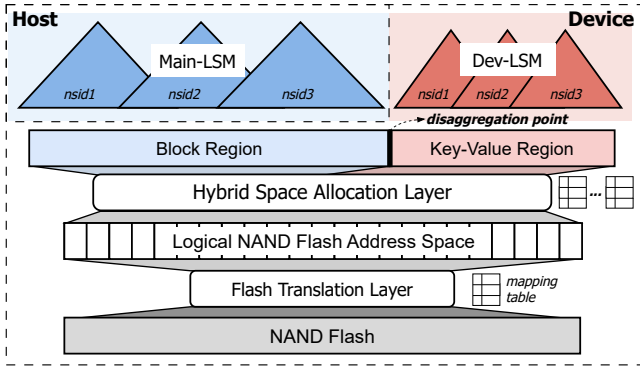 Host
Device
Main-LSM
Dev-LSM
nsid1
nsid2
nsid3
nsid1
nsid2
nsid3
disaggregation point
Block Region
Key-Value Region
Hybrid Space Allocation Layer
...
Logical NAND Flash Address Space
Flash Translation Layer
mapping
table
NAND Flash